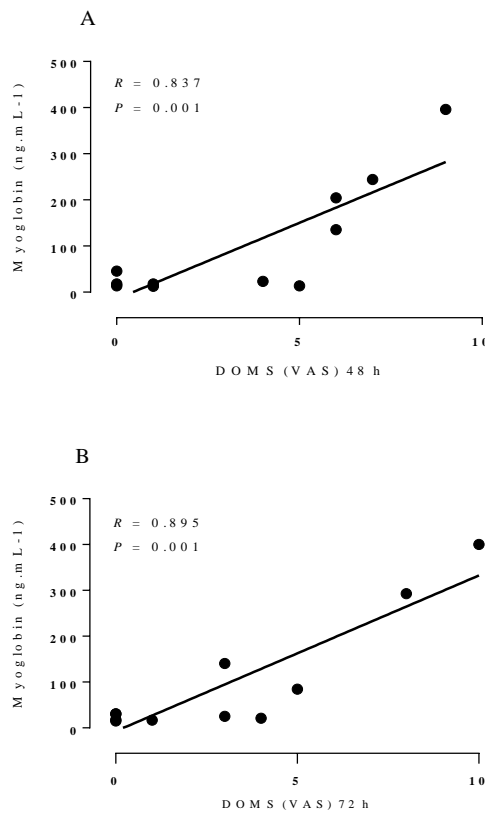 A
500
400
300
200
100
0
Myoglobin (ng.mL-1)
R = 0.837
P = 0.001
0 5 10
DOMS (VAS) 48 h
B
500
400
300
200
100
0
Myoglobin (ng.mL-1)
R = 0.895
P = 0.001
0 5 10
DOMS (VAS) 72 h